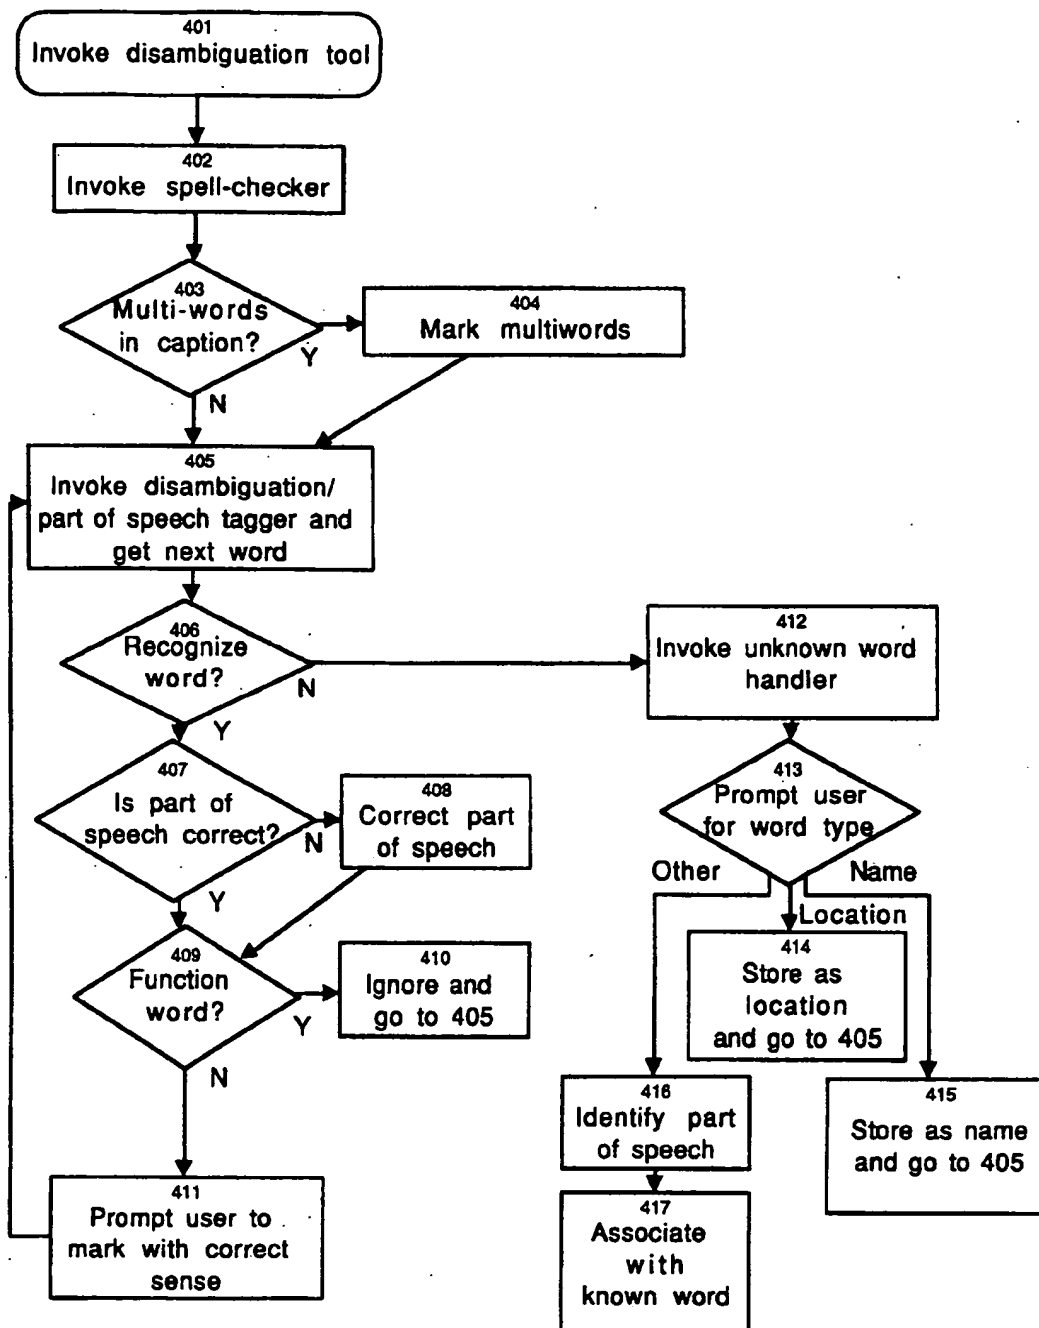 401
Invoke disambiguation tool
402
Invoke spell-checker
403
Multi-words
in caption?
Y
N
404
Mark multiwords
405
Invoke disambiguation/
part of speech tagger and
get next word
406
Recognize
word?
N
Y
412
Invoke unknown word
handler
407
Is part of
speech correct?
N
Y
408
Correct part
of speech
413
Prompt user
for word type
Other
Name
Location
409
Function
word?
Y
N
410
Ignore and
go to 405
414
Store as
location
and go to 405
416
Identify part
of speech
415
Store as name
and go to 405
411
Prompt user to
mark with correct
sense
417
Associate
with
known word